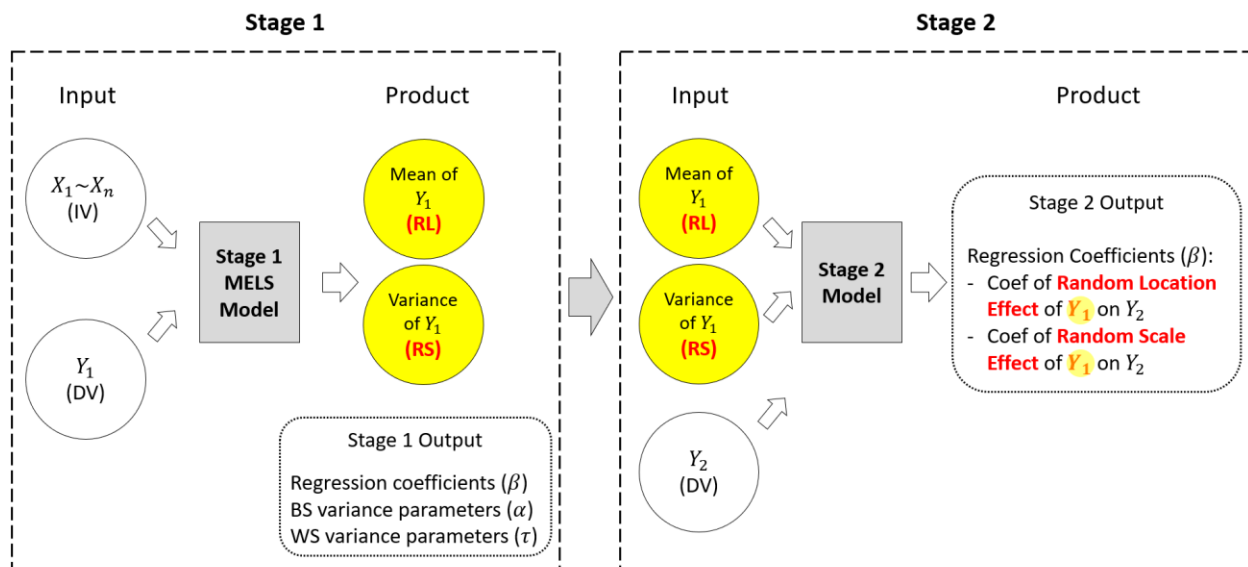 Stage 1
Input
Product
X₁~Xₙ
(IV)
Y₁
(DV)
Stage 1
MELS
Model
Mean of
Y₁
(RL)
Variance
of Y₁
(RS)
Stage 1 Output
Regression coefficients (β)
BS variance parameters (α)
WS variance parameters (τ)
Stage 2
Input
Product
Mean of
Y₁
(RL)
Variance
of Y₁
(RS)
Y₂
(DV)
Stage 2
Model
Stage 2 Output
Regression Coefficients (β):
- Coef of Random Location
Effect of Y₁ on Y₂
- Coef of Random Scale
Effect of Y₁ on Y₂